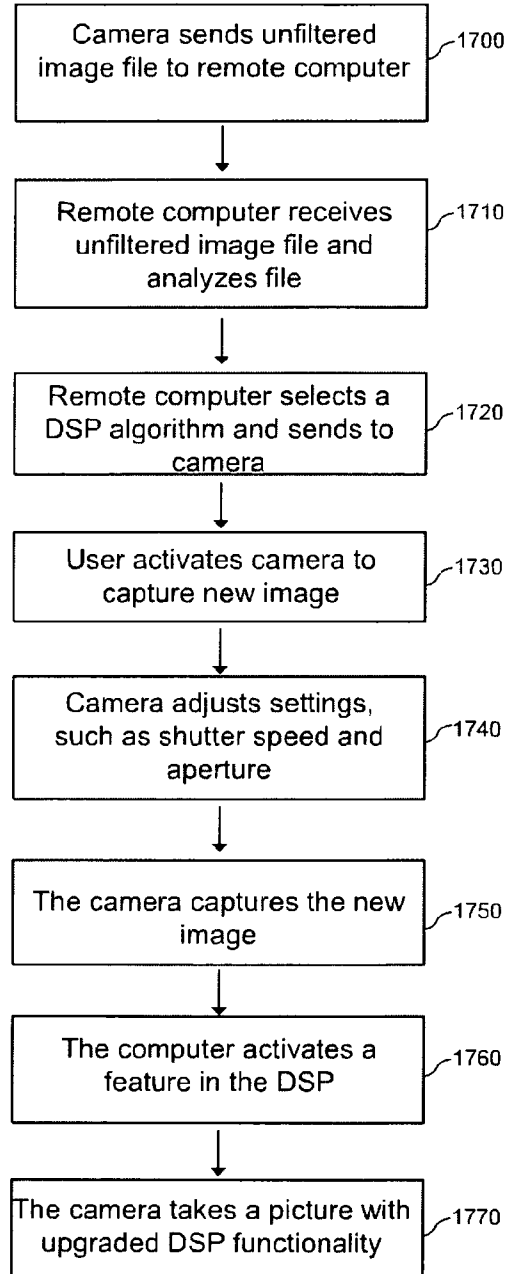 Camera sends unfiltered
image file to remote computer
1700
Remote computer receives
unfiltered image file and
analyzes file
1710
Remote computer selects a
DSP algorithm and sends to
camera
1720
User activates camera to
capture new image
1730
Camera adjusts settings,
such as shutter speed and
aperture
1740
The camera captures the new
image
1750
The computer activates a
feature in the DSP
1760
The camera takes a picture with
upgraded DSP functionality
1770